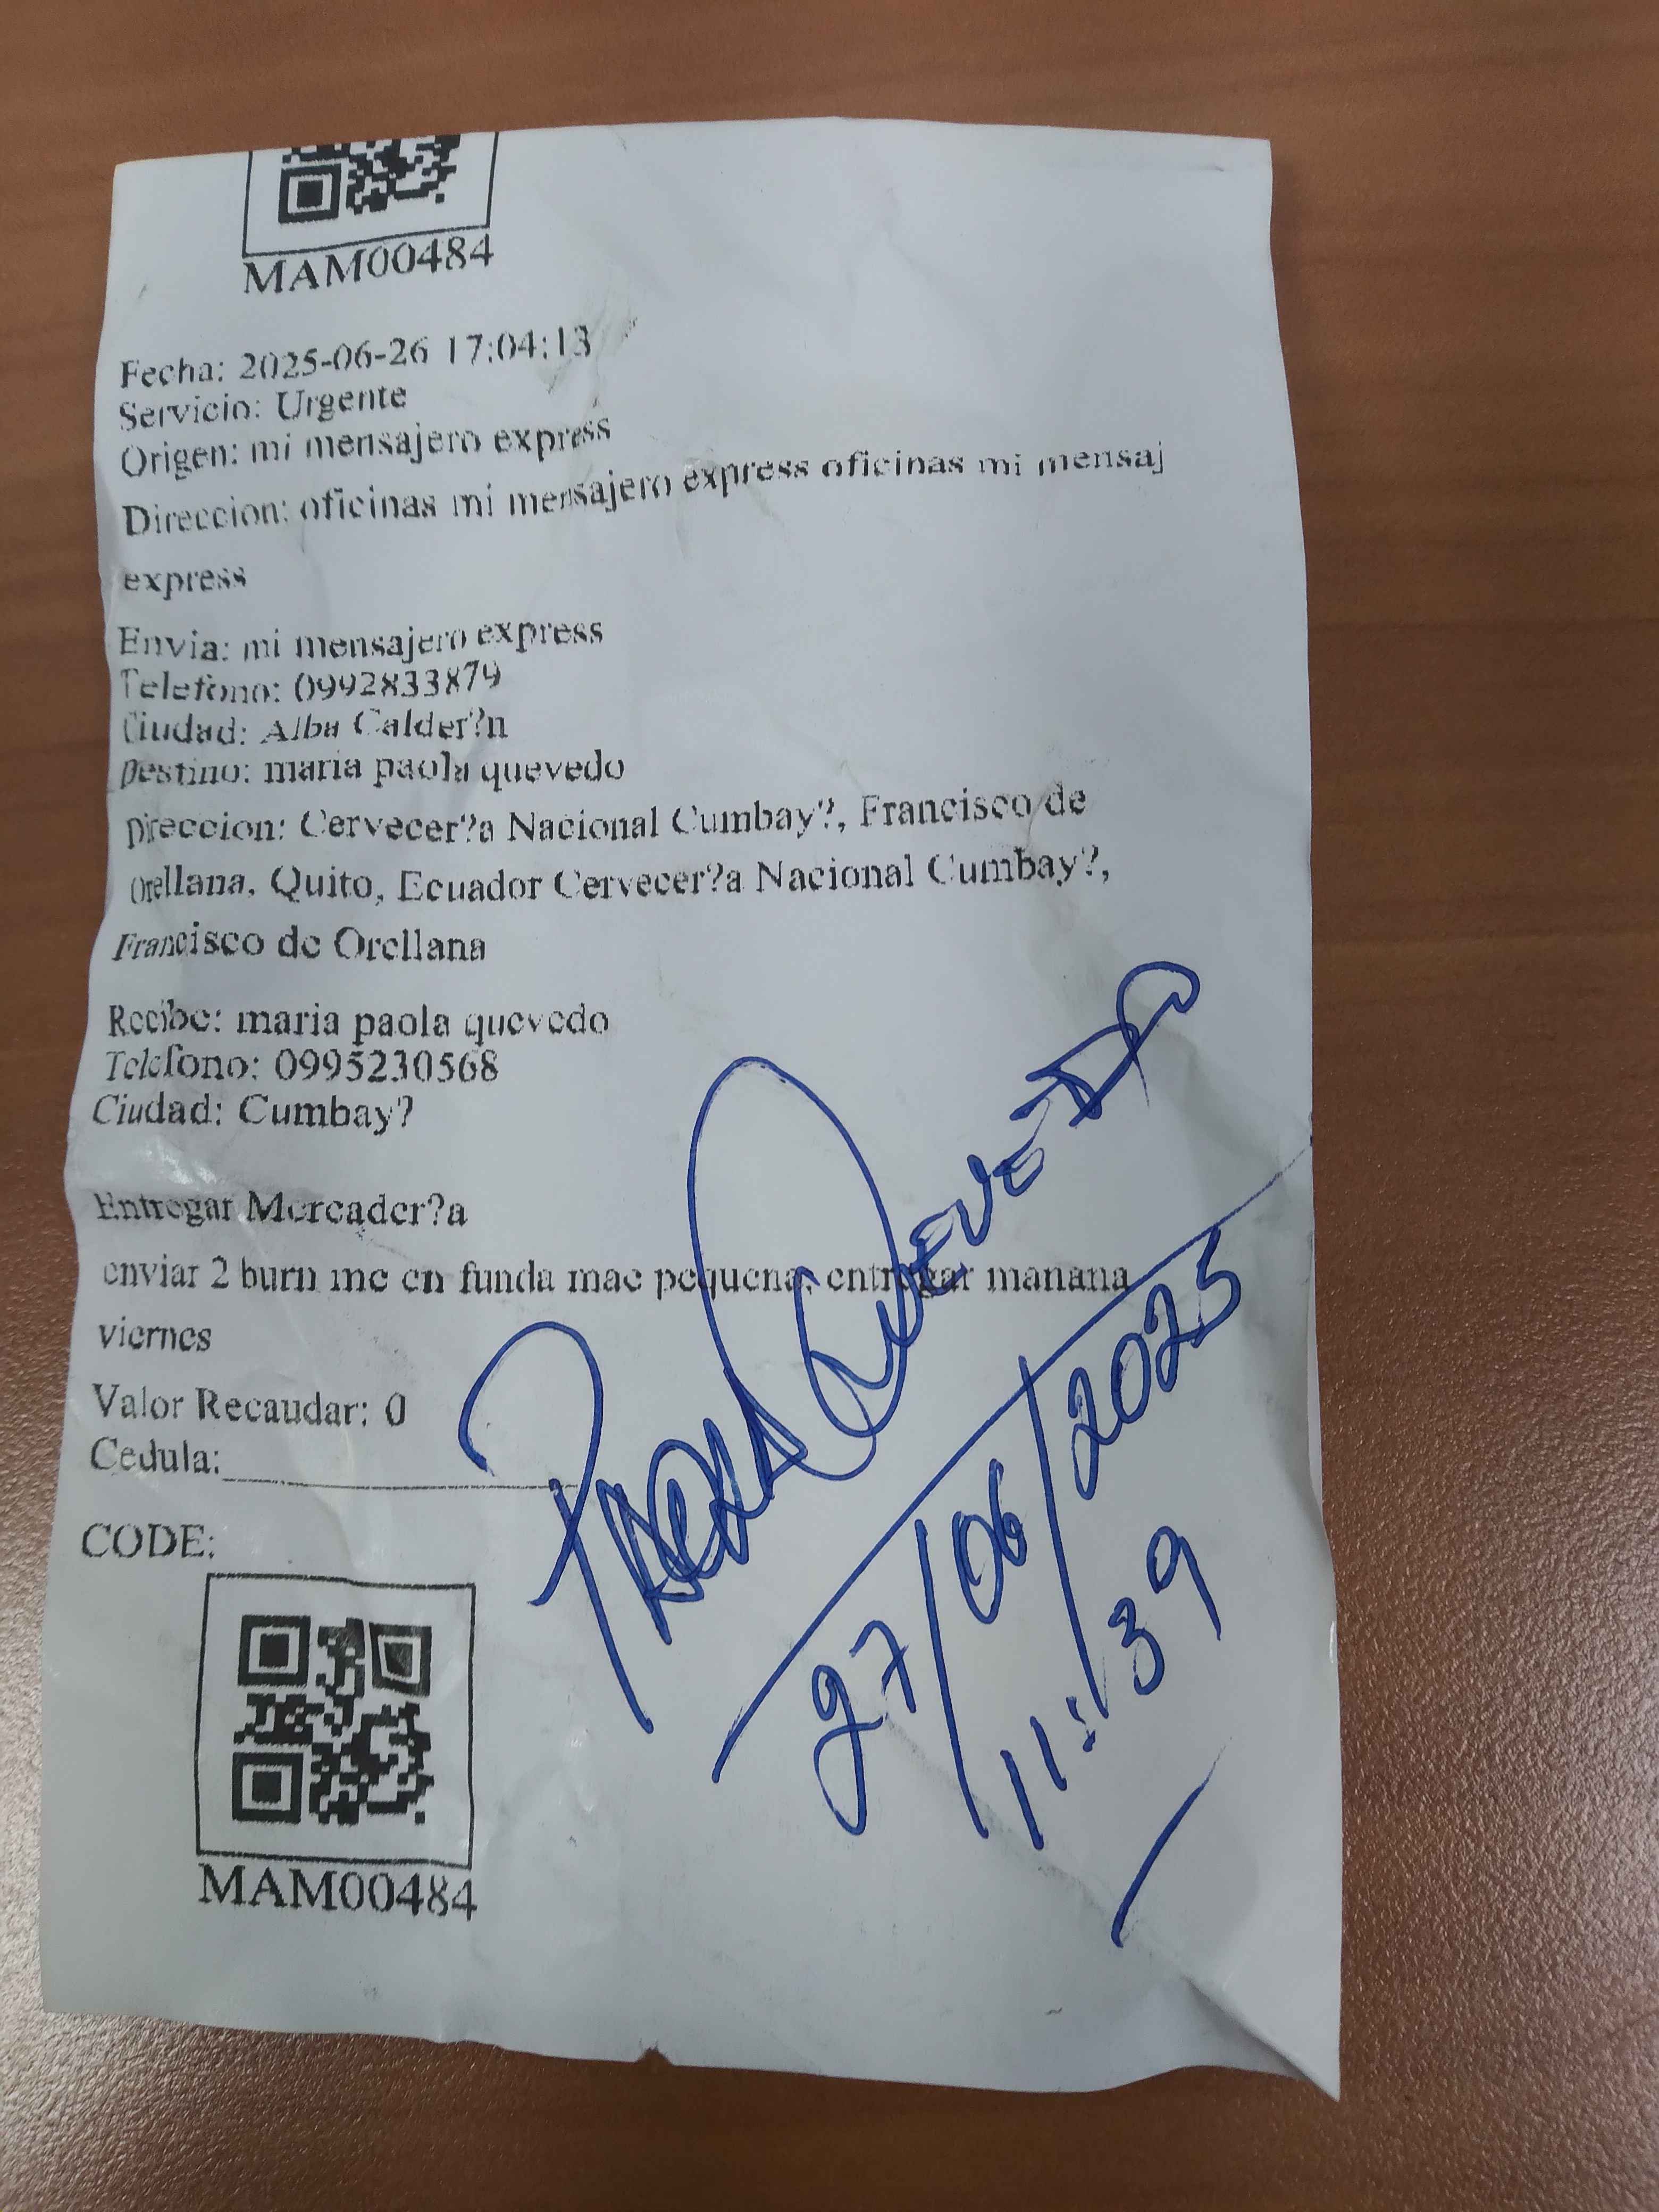 MAM00484
Fecha: 2025-06-26 17:04:13
Servicio: Urgente
Origen: mi mensajero express
Direccion: oficinas mi mensajero express oficinas mi mensaj
express
Envia: mi mensajero express
Telefono: 0992833879
Ciudad: Alba Calder?n
Destino: maria paola quevedo
Direccion: Cervecer?a Nacional Cumbay?, Francisco de
Orellana, Quito, Ecuador Cervecer?a Nacional Cumbay?,
Francisco de Orellana
Recibe: maria paola quevedo
Telefono: 0995230568
Ciudad: Cumbay?
Entregar Mercader?a
enviar 2 burn me en funda mae pequena, entregar manana
viernes
Valor Recaudar: 0
Cedula:
CODE:
MAM00484
PAOLA QUEVEDO
27/06/2025
11:39